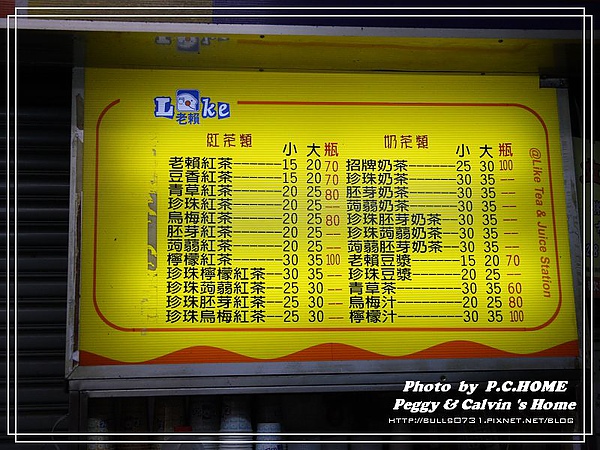 Like
老賴
紅茶類 小 大 瓶
老賴紅茶------15 20 70
豆香紅茶------15 20 70
青草紅茶------20 25 80
珍珠紅茶------20 25 ---
烏梅紅茶------20 25 80
胚芽紅茶------20 25 ---
蒟蒻紅茶------20 25 ---
檸檬紅茶------30 35 100
珍珠檸檬紅茶--30 35 ---
珍珠蒟蒻紅茶--25 30 ---
珍珠胚芽紅茶--25 30 ---
珍珠烏梅紅茶--25 30 ---
奶茶類 小 大 瓶
招牌奶茶-------25 30 100
珍珠奶茶-------30 35 ---
胚芽奶茶-------30 35 ---
蒟蒻奶茶-------30 35 ---
珍珠胚芽奶茶---30 35 ---
珍珠蒟蒻奶茶---30 35 ---
蒟蒻胚芽奶茶---30 35 ---
老賴豆漿-------15 20 70
珍珠豆漿-------20 25 ---
青草茶---------30 35 60
烏梅汁---------20 25 80
檸檬汁---------30 35 100
@Like Tea & Juice Station
Photo by P.C.HOME
Peggy & Calvin 's Home
HTTP://BULLS0731.PIXNET.NET/BLOG